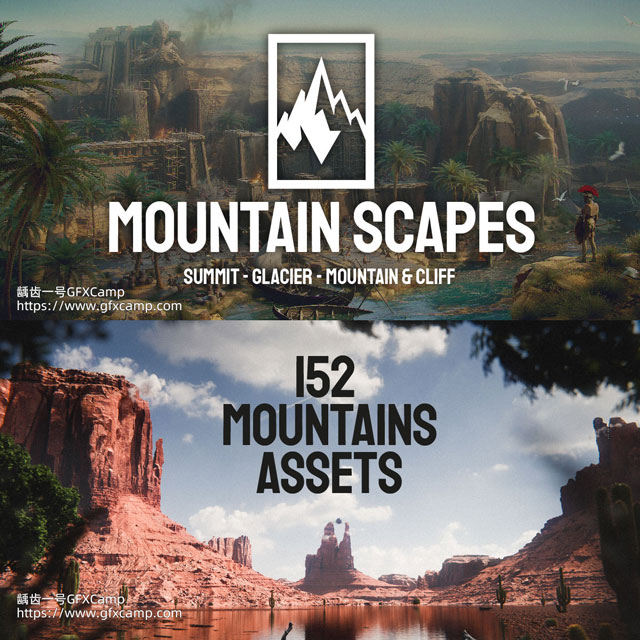 MOUNTAIN SCAPES
SUMMIT - GLACIER - MOUNTAIN & CLIFF
龋齿一号GFXCamp
https://www.gfxcamp.com
152
MOUNTAINS
ASSETS
龋齿一号GFXCamp
https://www.gfxcamp.com